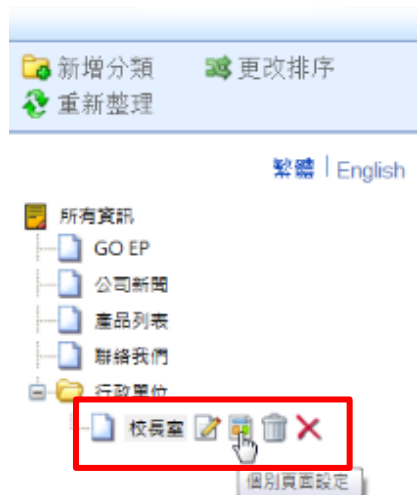 新增分類 更改排序
重新整理
繁體 | English
所有資訊
GO EP
公司新聞
產品列表
聯絡我們
行政單位
校長室
個別頁面設定